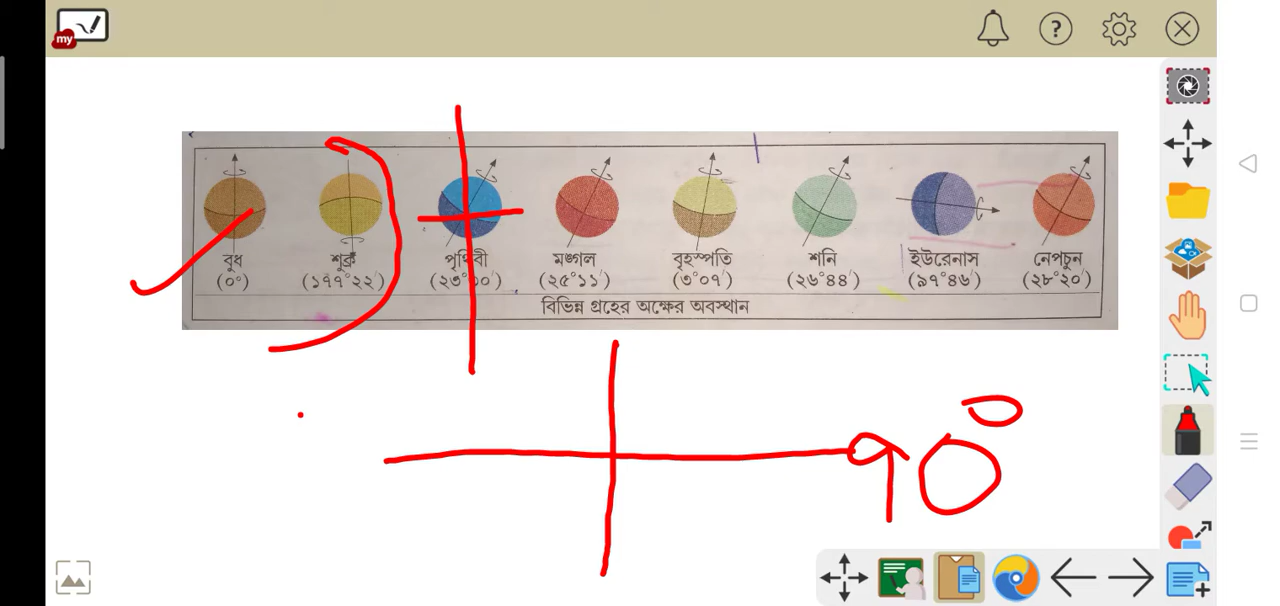 my
?
বুধ শুক্র পৃথিবী মঙ্গল বৃহস্পতি শনি ইউরেনাস নেপচুন
(০°) (১৭৭°২২′) (২৫°১১′) (৩°০৭′) (২৬°৪৪′) (৯৭°৪৬′) (২৮°২০′)
বিভিন্ন গ্রহের অক্ষের অবস্থান
90°